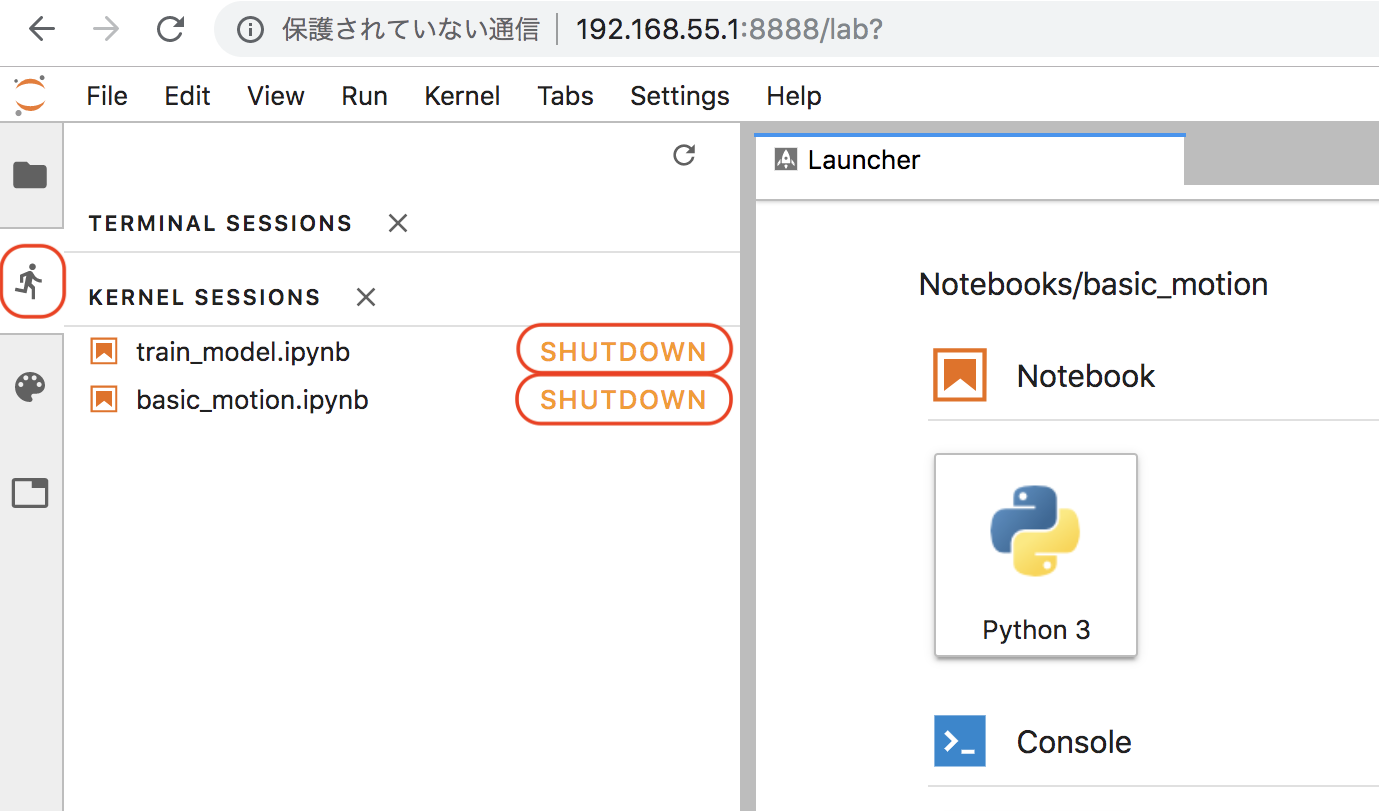 保護されていない通信 192.168.55.1:8888/lab?
File Edit View Run Kernel Tabs Settings Help
Launcher
TERMINAL SESSIONS
KERNEL SESSIONS
train_model.ipynb SHUTDOWN
basic_motion.ipynb SHUTDOWN
Notebooks/basic_motion
Notebook
Python 3
Console